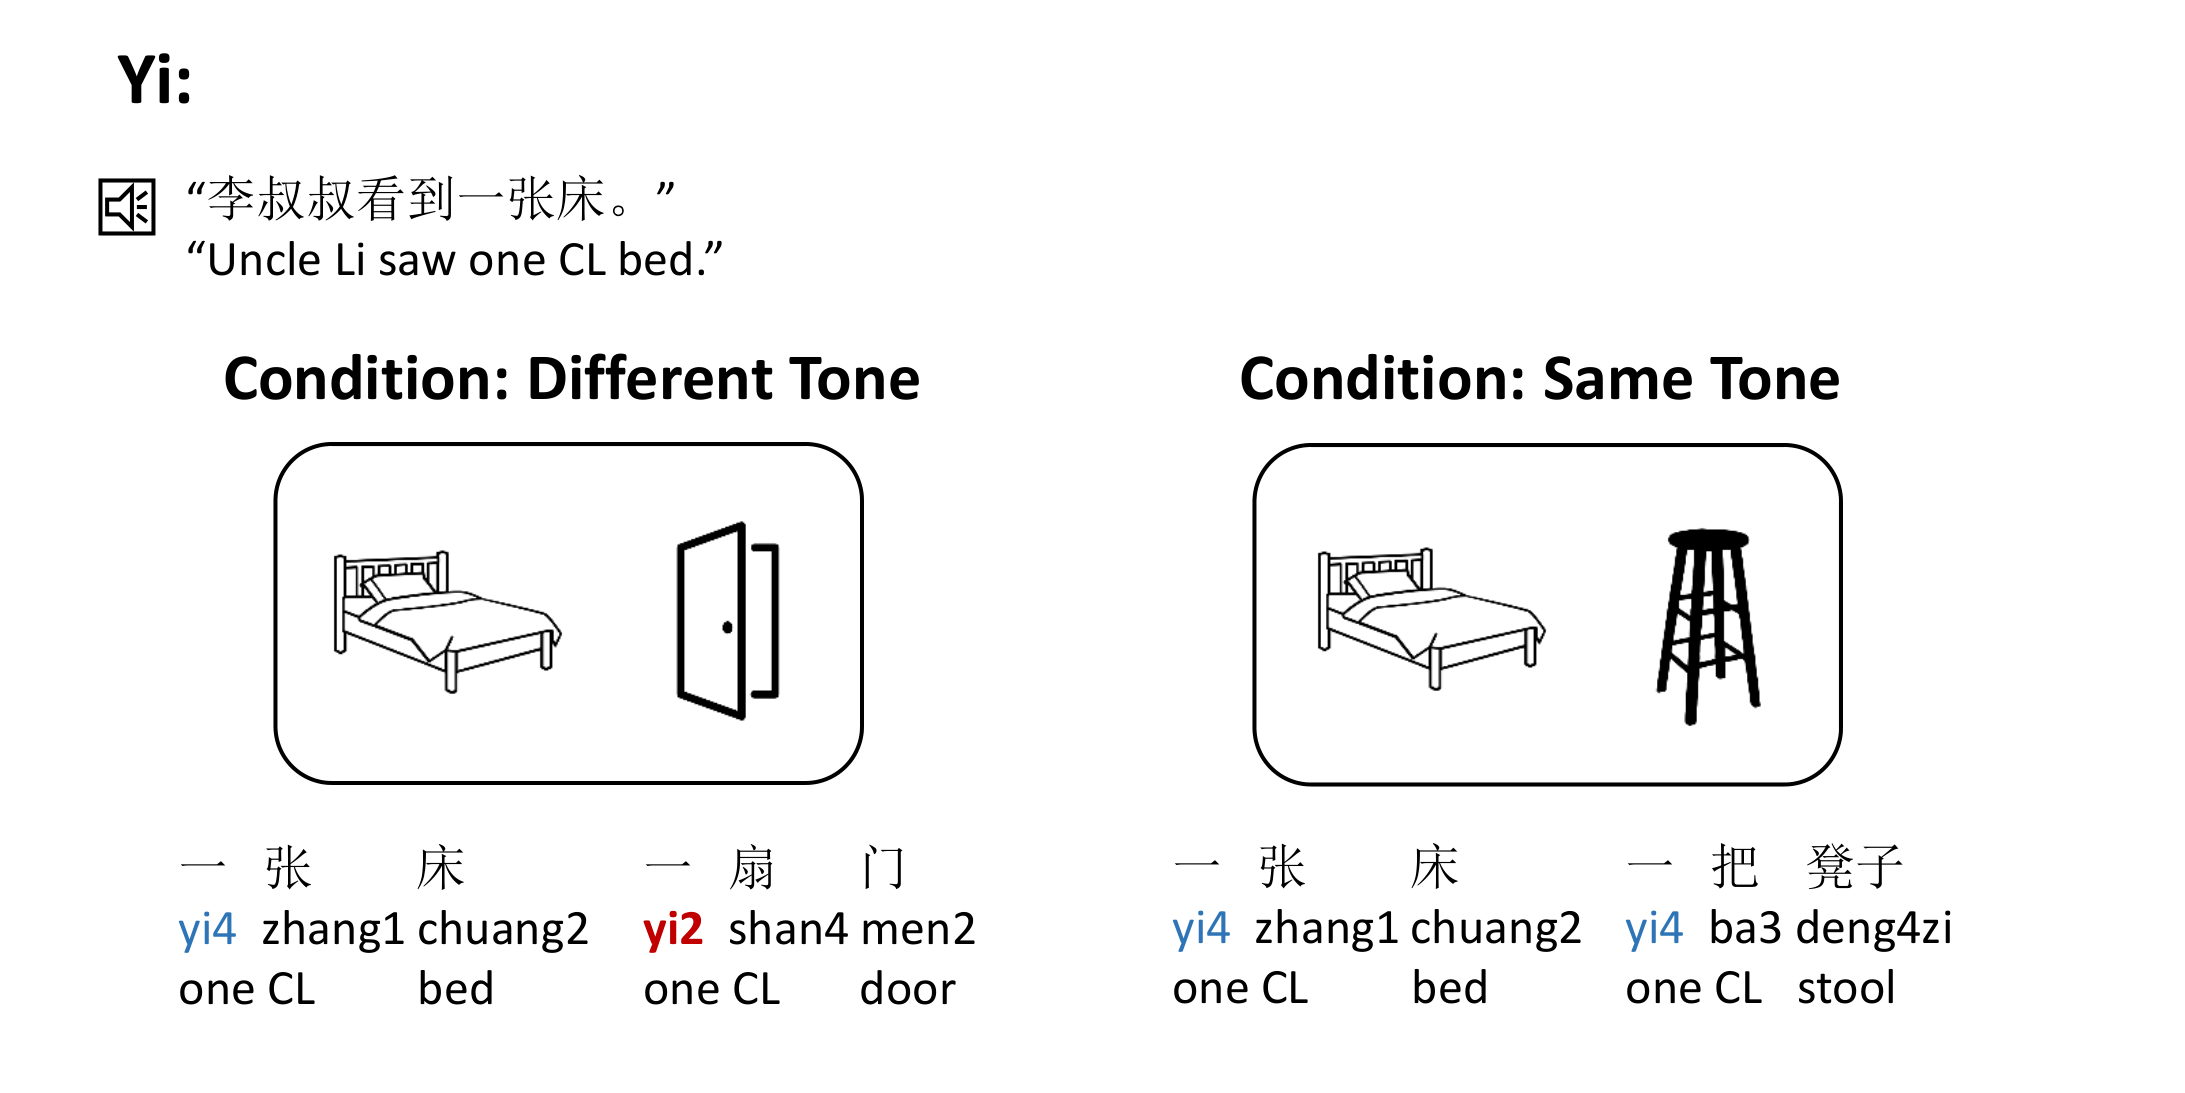 Yi:
“李叔叔看到一张床。”
“Uncle Li saw one CL bed.”
Condition: Different Tone
一 张 床 一 扇 门
yi4 zhang1 chuang2 yi2 shan4 men2
one CL bed one CL door
Condition: Same Tone
一 张 床 一 把 凳子
yi4 zhang1 chuang2 yi4 ba3 deng4zi
one CL bed one CL stool